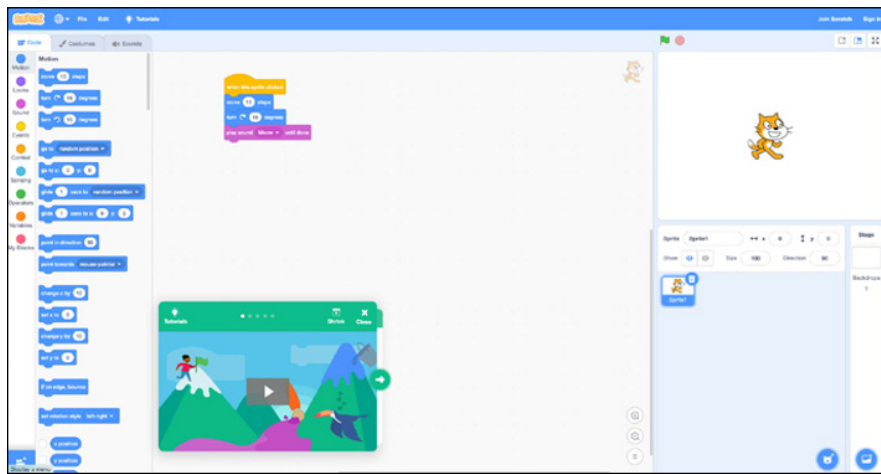 SCRATCH
File Edit Tutorials
Join Scratch Sign In
Code Costumes Sounds
Motion
Looks
Sound
Events
Control
Sensing
Operators
Variables
My Blocks
Motion
move 10 steps
turn 15 degrees
turn 15 degrees
go to random position
go to x: 0 y: 0
glide 1 secs to random position
glide 1 secs to x: 0 y: 0
point in direction 90
point towards mouse-pointer
change x by 10
set x to 0
change y by 10
set y to 0
if on edge, bounce
set rotation style left-right
x position
y position
Display a menu
when this sprite clicked
move 10 steps
turn 15 degrees
play sound Meow until done
Tutorials Shrink Close
Sprite Sprite1 x 0 y 0
Show Size 100 Direction 90
Sprite1
Stage
Backdrops
1